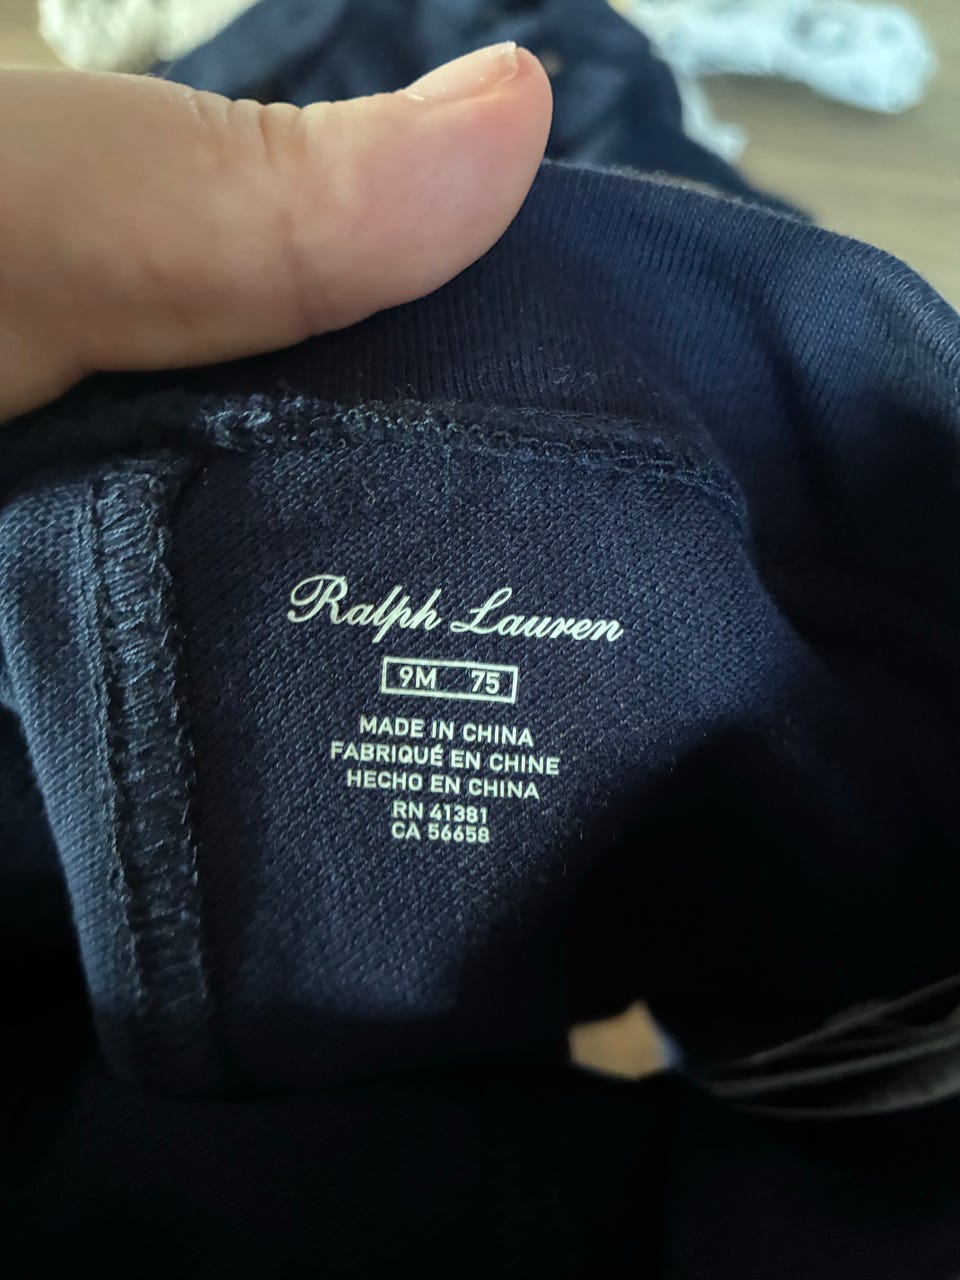 Ralph Lauren
9M 75
MADE IN CHINA
FABRIQUÉ EN CHINE
HECHO EN CHINA
RN 41381
CA 56658